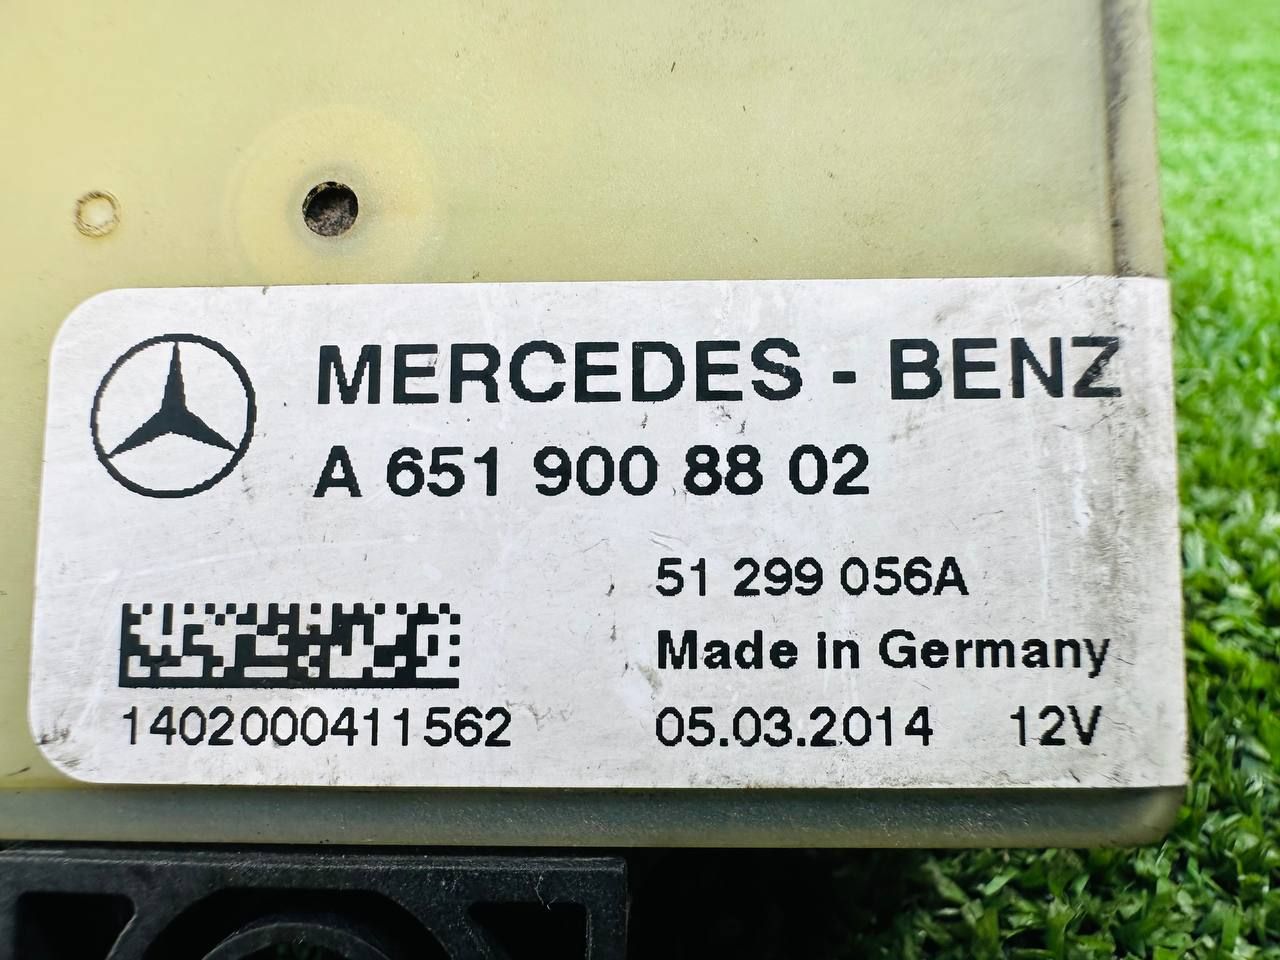 MERCEDES - BENZ
A 651 900 88 02
51 299 056A
Made in Germany
1402000411562
05.03.2014 12V